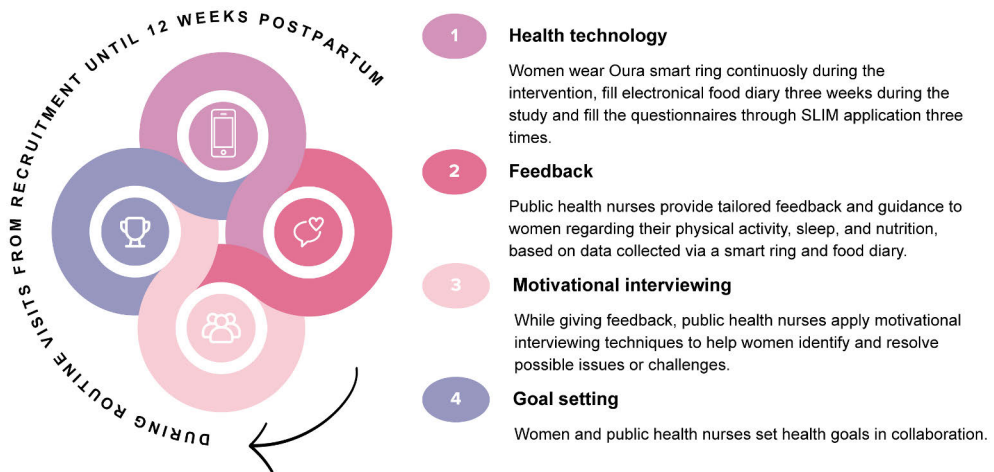 DURING ROUTINE VISITS FROM RECRUITMENT UNTIL 12 WEEKS POSTPARTUM
1
Health technology
Women wear Oura smart ring continuosly during the
intervention, fill electronical food diary three weeks during the
study and fill the questionnaires through SLIM application three
times.
2
Feedback
Public health nurses provide tailored feedback and guidance to
women regarding their physical activity, sleep, and nutrition,
based on data collected via a smart ring and food diary.
3
Motivational interviewing
While giving feedback, public health nurses apply motivational
interviewing techniques to help women identify and resolve
possible issues or challenges.
4
Goal setting
Women and public health nurses set health goals in collaboration.